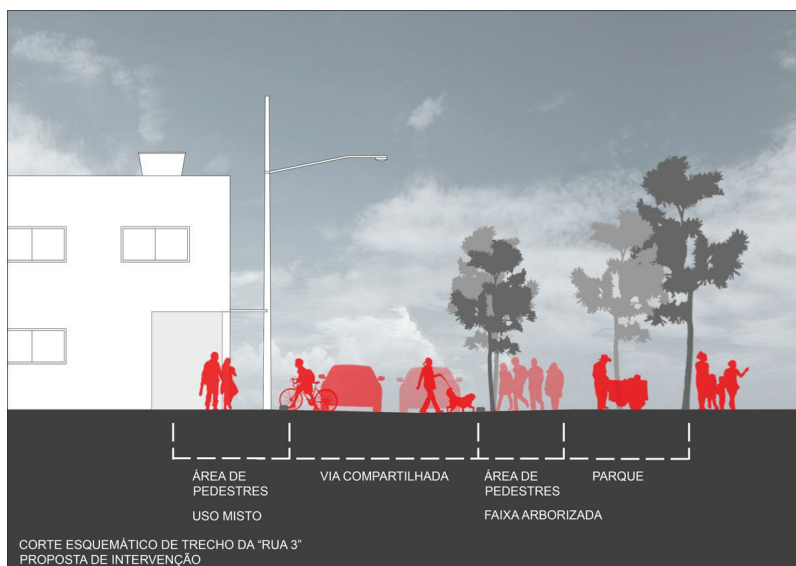 ÁREA DE
PEDESTRES
USO MISTO
VIA COMPARTILHADA
ÁREA DE
PEDESTRES
FAIXA ARBORIZADA
PARQUE
CORTE ESQUEMÁTICO DE TRECHO DA "RUA 3"
PROPOSTA DE INTERVENÇÃO